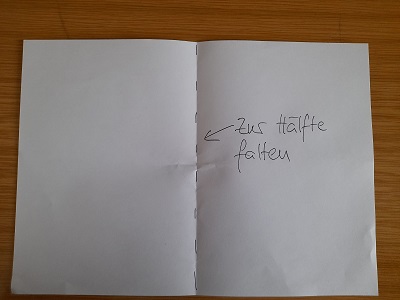 Zur Hälfte
falten